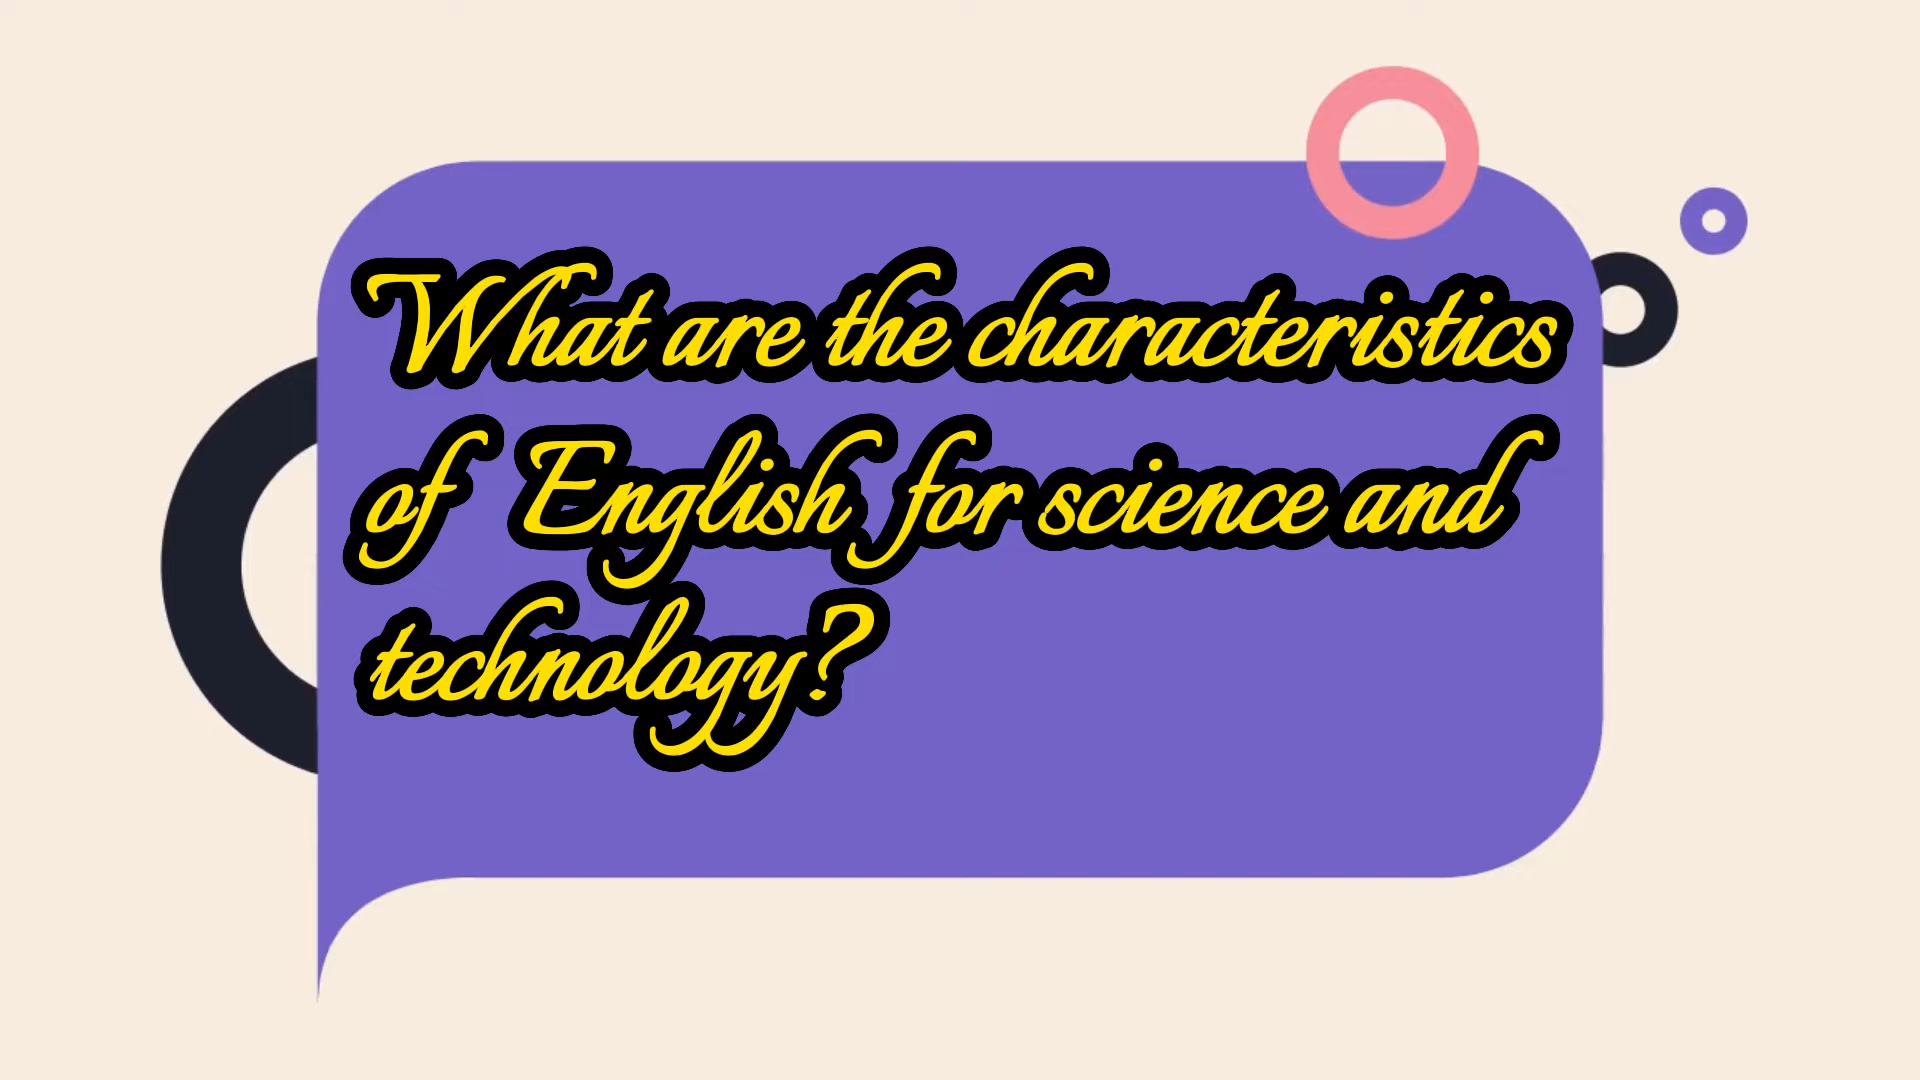 What are the characteristics
of English for science and
technology?